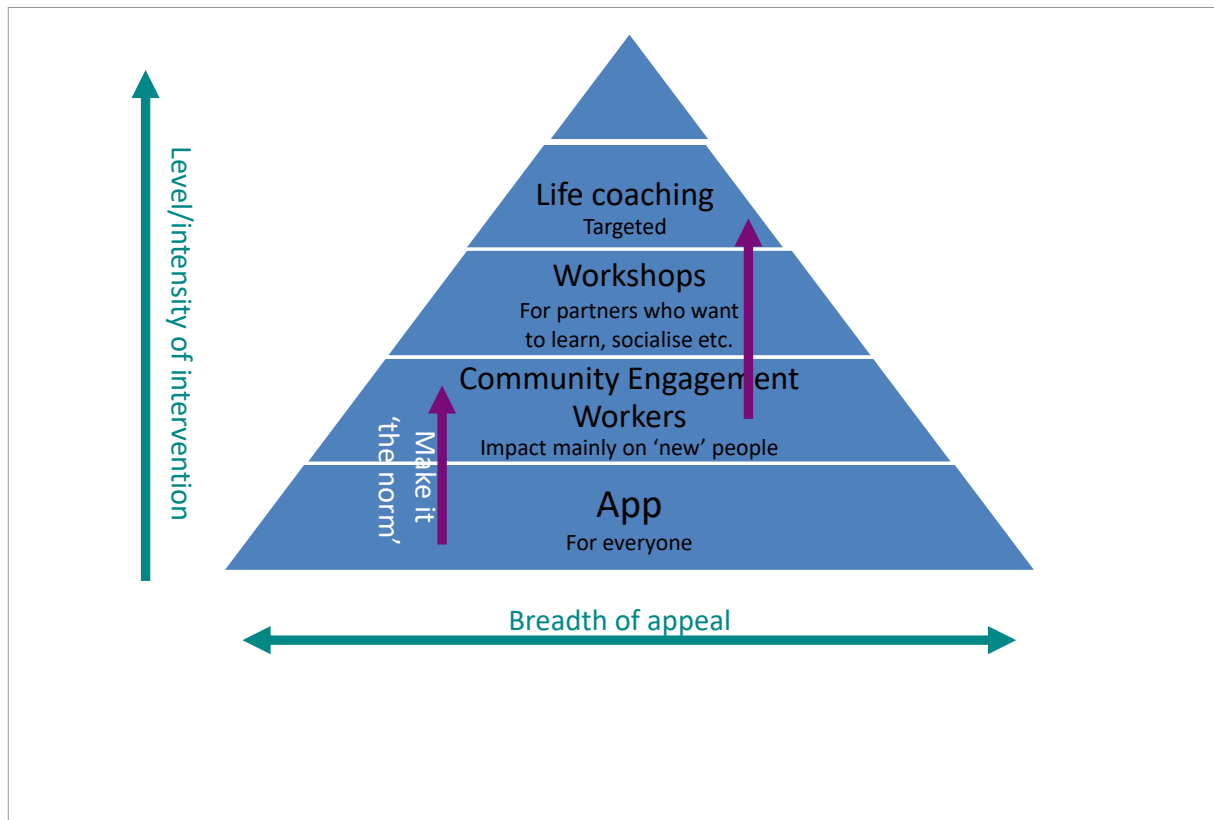 Level/intensity of intervention
Life coaching
Targeted
Workshops
For partners who want
to learn, socialise etc.
Community Engagement
Workers
Impact mainly on ‘new’ people
Make it
‘the norm’
App
For everyone
Breadth of appeal